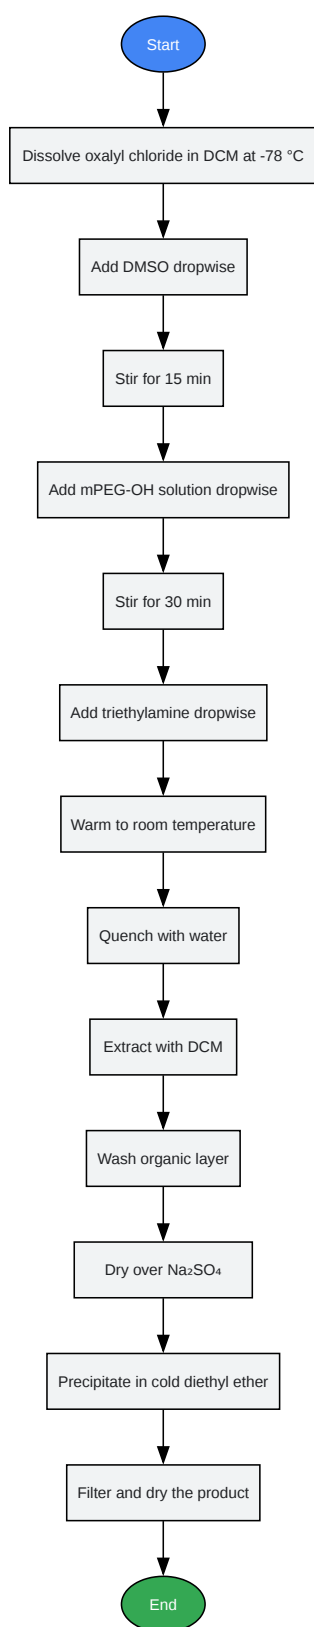 Start
Dissolve oxalyl chloride in DCM at -78 °C
Add DMSO dropwise
Stir for 15 min
Add mPEG-OH solution dropwise
Stir for 30 min
Add triethylamine dropwise
Warm to room temperature
Quench with water
Extract with DCM
Wash organic layer
Dry over Na₂SO₄
Precipitate in cold diethyl ether
Filter and dry the product
End